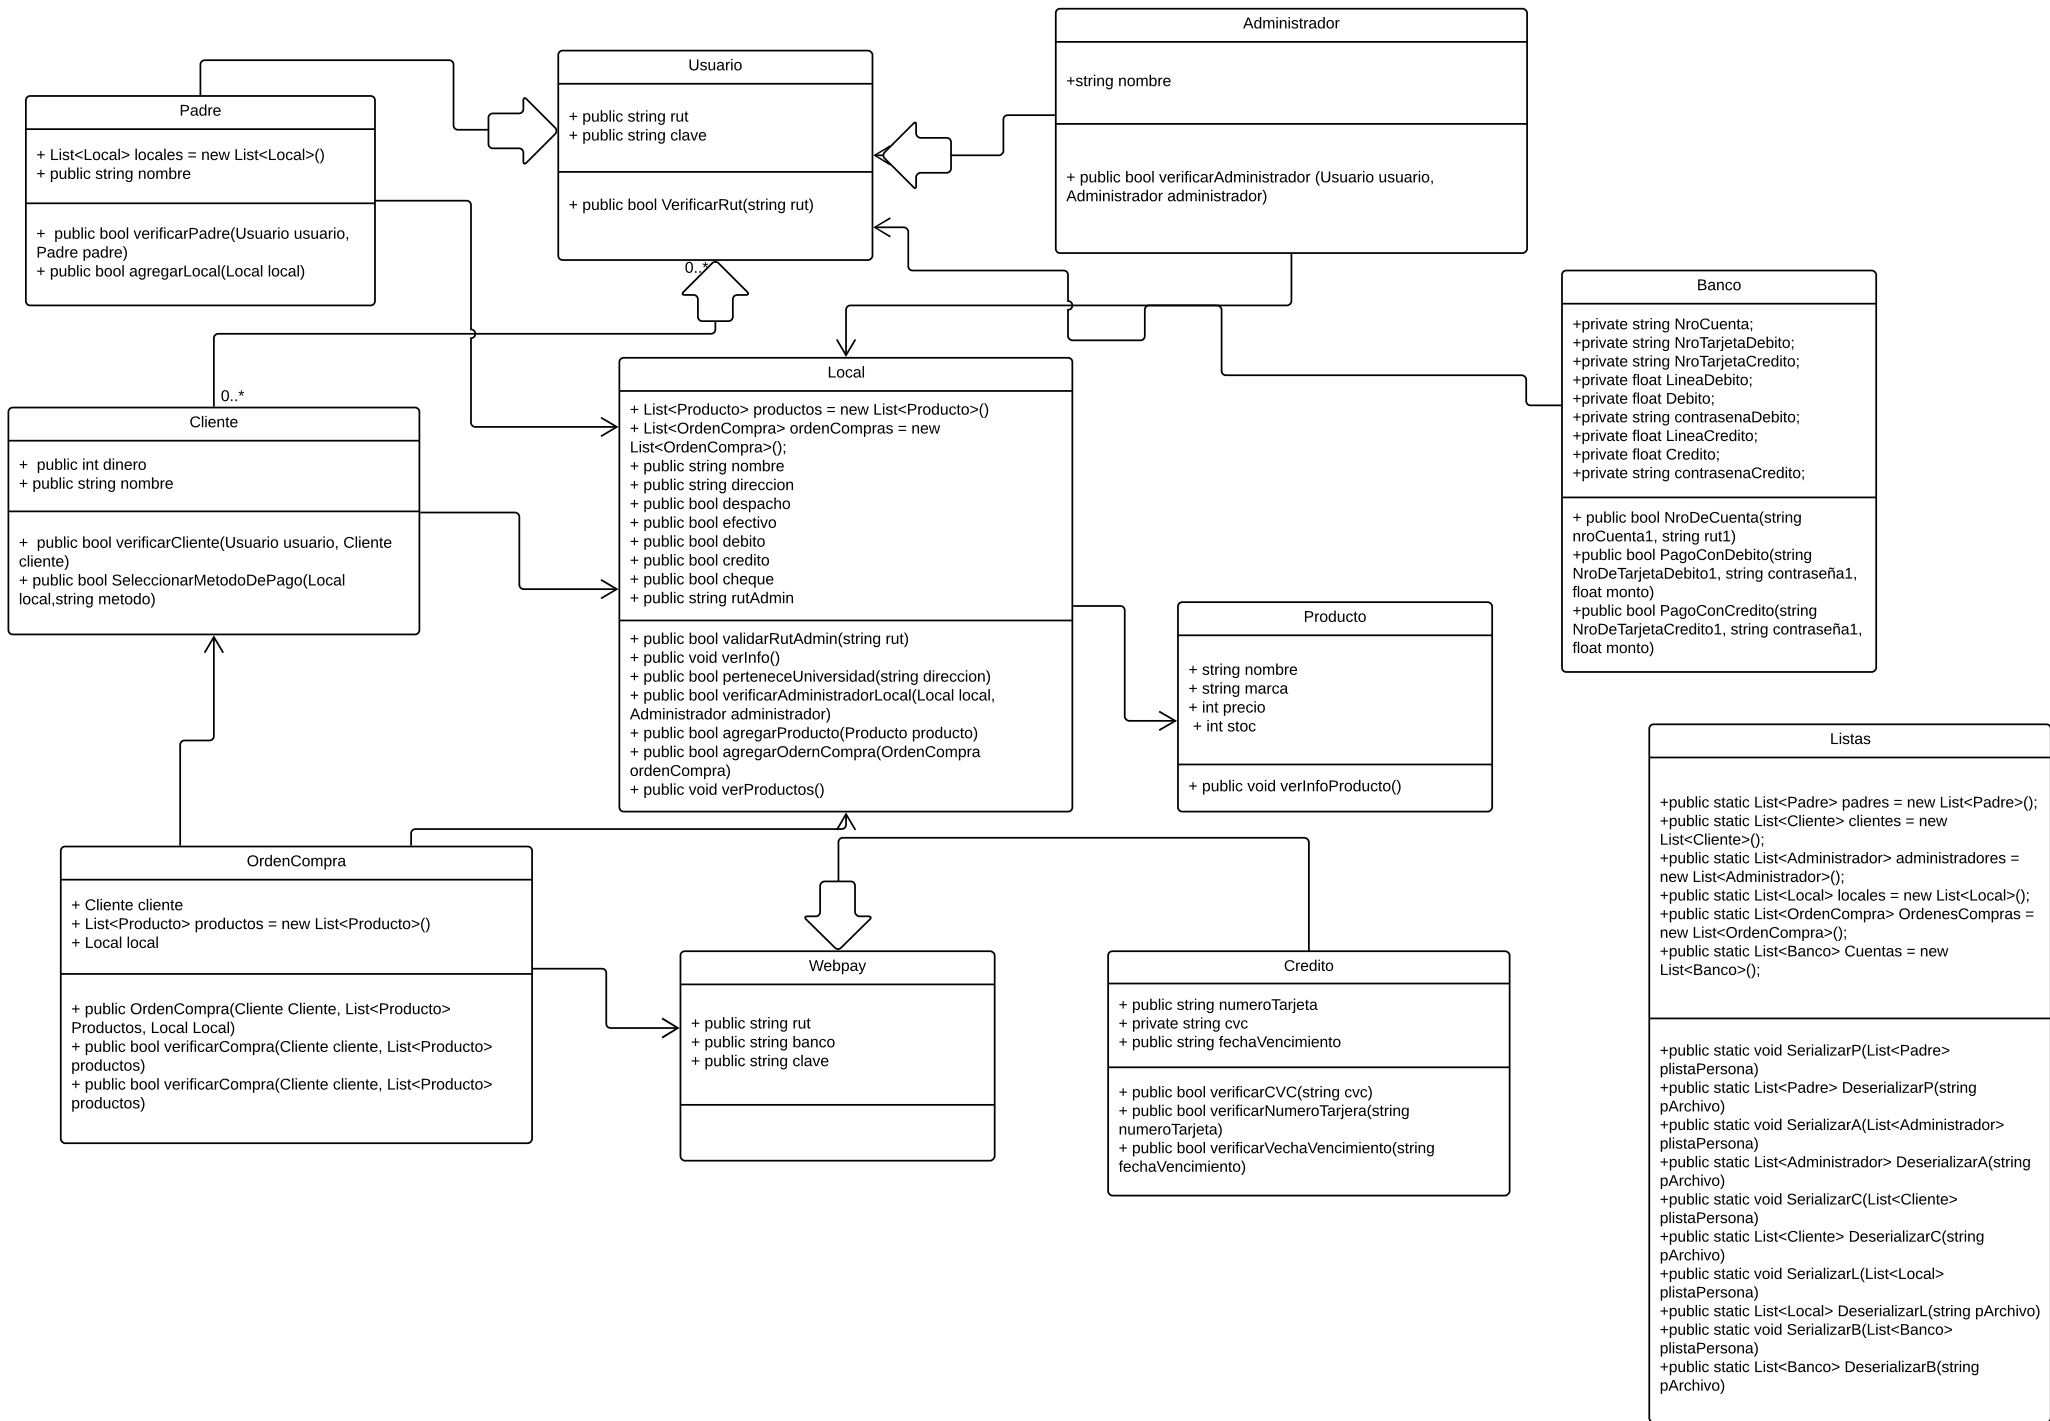 Administrador
+string nombre
+ public bool verificarAdministrador (Usuario usuario,
Administrador administrador)
Usuario
+ public string rut
+ public string clave
+ public bool VerificarRut(string rut)
0..*
Padre
+ List<Local> locales = new List<Local>()
+ public string nombre
+  public bool verificarPadre(Usuario usuario,
Padre padre)
+ public bool agregarLocal(Local local)
Banco
+private string NroCuenta;
+private string NroTarjetaDebito;
+private string NroTarjetaCredito;
+private float LineaDebito;
+private float Debito;
+private string contrasenaDebito;
+private float LineaCredito;
+private float Credito;
+private string contrasenaCredito;
+ public bool NroDeCuenta(string
nroCuenta1, string rut1)
+public bool PagoConDebito(string
NroDeTarjetaDebito1, string contraseña1,
float monto)
+public bool PagoConCredito(string
NroDeTarjetaCredito1, string contraseña1,
float monto)
0..*
Cliente
+  public int dinero
+ public string nombre
+  public bool verificarCliente(Usuario usuario, Cliente
cliente)
+ public bool SeleccionarMetodoDePago(Local
local,string metodo)
Local
+ List<Producto> productos = new List<Producto>()
+ List<OrdenCompra> ordenCompras = new
List<OrdenCompra>();
+ public string nombre
+ public string direccion
+ public bool despacho
+ public bool efectivo
+ public bool debito
+ public bool credito
+ public bool cheque
+ public string rutAdmin
+ public bool validarRutAdmin(string rut)
+ public void verInfo()
+ public bool perteneceUniversidad(string direccion)
+ public bool verificarAdministradorLocal(Local local,
Administrador administrador)
+ public bool agregarProducto(Producto producto)
+ public bool agregarOdernCompra(OrdenCompra
ordenCompra)
+ public void verProductos()
Producto
+ string nombre
+ string marca
+ int precio
+ int stoc
+ public void verInfoProducto()
Listas
+public static List<Padre> padres = new List<Padre>();
+public static List<Cliente> clientes = new
List<Cliente>();
+public static List<Administrador> administradores =
new List<Administrador>();
+public static List<Local> locales = new List<Local>();
+public static List<OrdenCompra> OrdenesCompras =
new List<OrdenCompra>();
+public static List<Banco> Cuentas = new
List<Banco>();
+public static void SerializarP(List<Padre>
plistaPersona)
+public static List<Padre> DeserializarP(string
pArchivo)
+public static void SerializarA(List<Administrador>
plistaPersona)
+public static List<Administrador> DeserializarA(string
pArchivo)
+public static void SerializarC(List<Cliente>
plistaPersona)
+public static List<Cliente> DeserializarC(string
pArchivo)
+public static void SerializarL(List<Local>
plistaPersona)
+public static List<Local> DeserializarL(string pArchivo)
+public static void SerializarB(List<Banco>
plistaPersona)
+public static List<Banco> DeserializarB(string
pArchivo)
OrdenCompra
+ Cliente cliente
+ List<Producto> productos = new List<Producto>()
+ Local local
+ public OrdenCompra(Cliente Cliente, List<Producto>
Productos, Local Local)
+ public bool verificarCompra(Cliente cliente, List<Producto>
productos)
+ public bool verificarCompra(Cliente cliente, List<Producto>
productos)
Webpay
+ public string rut
+ public string banco
+ public string clave
Credito
+ public string numeroTarjeta
+ private string cvc
+ public string fechaVencimiento
+ public bool verificarCVC(string cvc)
+ public bool verificarNumeroTarjera(string
numeroTarjeta)
+ public bool verificarVechaVencimiento(string
fechaVencimiento)